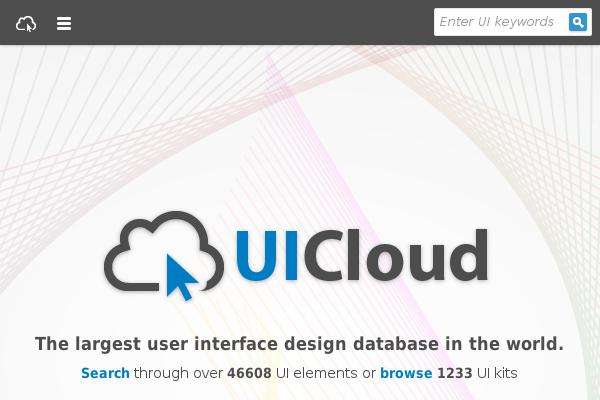 Enter UI keywords
UICloud
The largest user interface design database in the world.
Search through over 46608 UI elements or browse 1233 UI kits